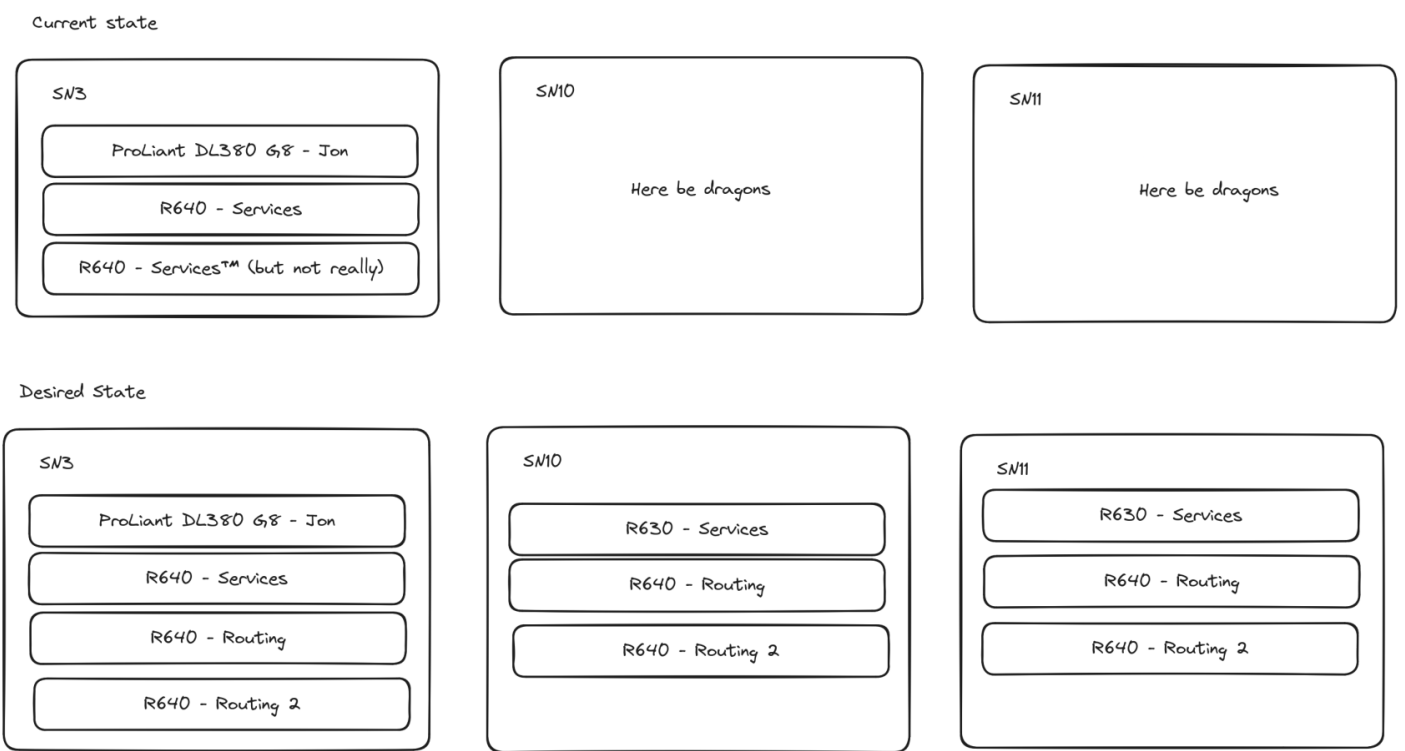 Current state
SN3
ProLiant DL380 G8 - Jon
R640 - Services
R640 - Services™ (but not really)
SN10
Here be dragons
SN11
Here be dragons
Desired State
SN3
ProLiant DL380 G8 - Jon
R640 - Services
R640 - Routing
R640 - Routing 2
SN10
R630 - Services
R640 - Routing
R640 - Routing 2
SN11
R630 - Services
R640 - Routing
R640 - Routing 2